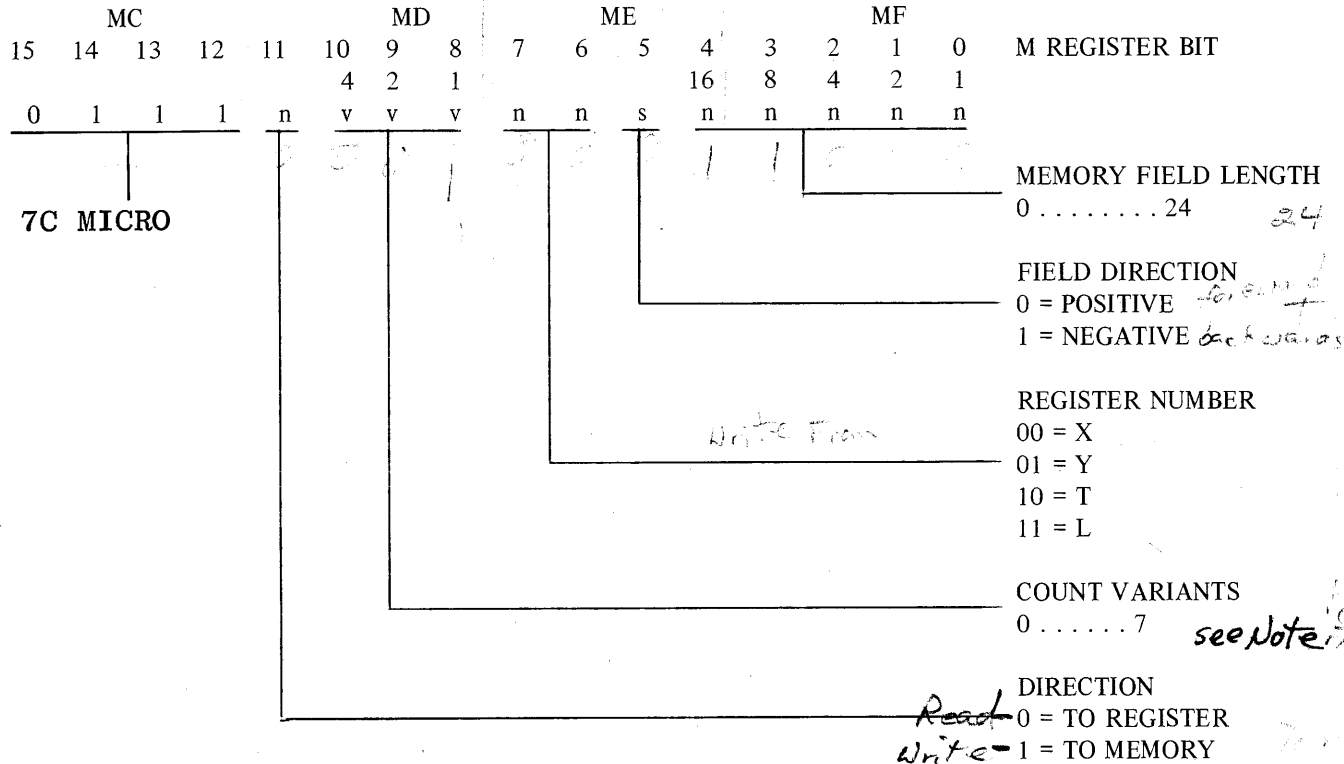 MC MD ME MF
15 14 13 12 11 10 9 8 7 6 5 4 3 2 1 0 M REGISTER BIT
4 2 1 16 8 4 2 1
0 1 1 1 n v v v n n s n n n n n
1 1 1
MEMORY FIELD LENGTH
7C MICRO
0 . . . . . . . . 24 24
FIELD DIRECTION
0 = POSITIVE +
1 = NEGATIVE backwards
REGISTER NUMBER
Write From
00 = X
01 = Y
10 = T
11 = L
COUNT VARIANTS
0 . . . . . . 7 see Note
DIRECTION
Read 0 = TO REGISTER
Write 1 = TO MEMORY